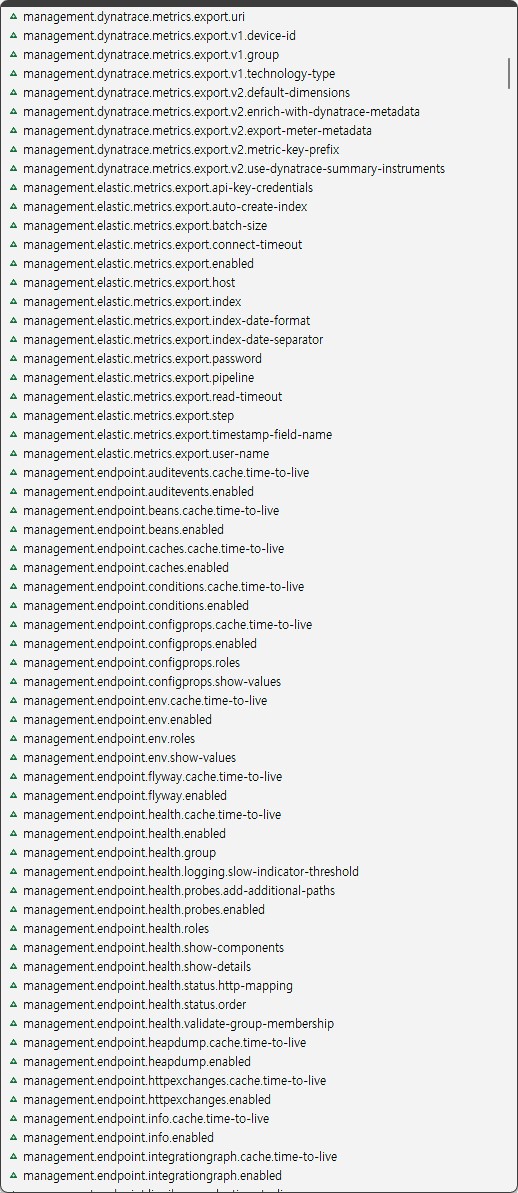 management.dynatrace.metrics.export.uri
management.dynatrace.metrics.export.v1.device-id
management.dynatrace.metrics.export.v1.group
management.dynatrace.metrics.export.v1.technology-type
management.dynatrace.metrics.export.v2.default-dimensions
management.dynatrace.metrics.export.v2.enrich-with-dynatrace-metadata
management.dynatrace.metrics.export.v2.export-meter-metadata
management.dynatrace.metrics.export.v2.metric-key-prefix
management.dynatrace.metrics.export.v2.use-dynatrace-summary-instruments
management.elastic.metrics.export.api-key-credentials
management.elastic.metrics.export.auto-create-index
management.elastic.metrics.export.batch-size
management.elastic.metrics.export.connect-timeout
management.elastic.metrics.export.enabled
management.elastic.metrics.export.host
management.elastic.metrics.export.index
management.elastic.metrics.export.index-date-format
management.elastic.metrics.export.index-date-separator
management.elastic.metrics.export.password
management.elastic.metrics.export.pipeline
management.elastic.metrics.export.read-timeout
management.elastic.metrics.export.step
management.elastic.metrics.export.timestamp-field-name
management.elastic.metrics.export.user-name
management.endpoint.auditevents.cache.time-to-live
management.endpoint.auditevents.enabled
management.endpoint.beans.cache.time-to-live
management.endpoint.beans.enabled
management.endpoint.caches.cache.time-to-live
management.endpoint.caches.enabled
management.endpoint.conditions.cache.time-to-live
management.endpoint.conditions.enabled
management.endpoint.configprops.cache.time-to-live
management.endpoint.configprops.enabled
management.endpoint.configprops.roles
management.endpoint.configprops.show-values
management.endpoint.env.cache.time-to-live
management.endpoint.env.enabled
management.endpoint.env.roles
management.endpoint.env.show-values
management.endpoint.flyway.cache.time-to-live
management.endpoint.flyway.enabled
management.endpoint.health.cache.time-to-live
management.endpoint.health.enabled
management.endpoint.health.group
management.endpoint.health.logging.slow-indicator-threshold
management.endpoint.health.probes.add-additional-paths
management.endpoint.health.probes.enabled
management.endpoint.health.roles
management.endpoint.health.show-components
management.endpoint.health.show-details
management.endpoint.health.status.http-mapping
management.endpoint.health.status.order
management.endpoint.health.validate-group-membership
management.endpoint.heapdump.cache.time-to-live
management.endpoint.heapdump.enabled
management.endpoint.httpexchanges.cache.time-to-live
management.endpoint.httpexchanges.enabled
management.endpoint.info.cache.time-to-live
management.endpoint.info.enabled
management.endpoint.integrationgraph.cache.time-to-live
management.endpoint.integrationgraph.enabled